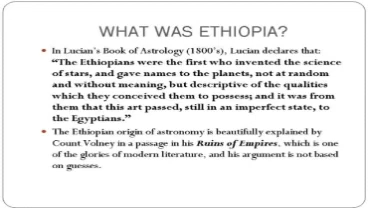 WHAT WAS ETHIOPIA?
• In Lucian's Book of Astrology (1800's), Lucian declares that:
"The Ethiopians were the first who invented the science
of stars, and gave names to the planets, not at random
and without meaning, but descriptive of the qualities
which they conceived them to possess; and it was from
them that this art passed, still in an imperfect state, to
the Egyptians."
• The Ethiopian origin of astronomy is beautifully explained by
Count Volney in a passage in his Ruins of Empires, which is one
of the glories of modern literature, and his argument is not based
on guesses.